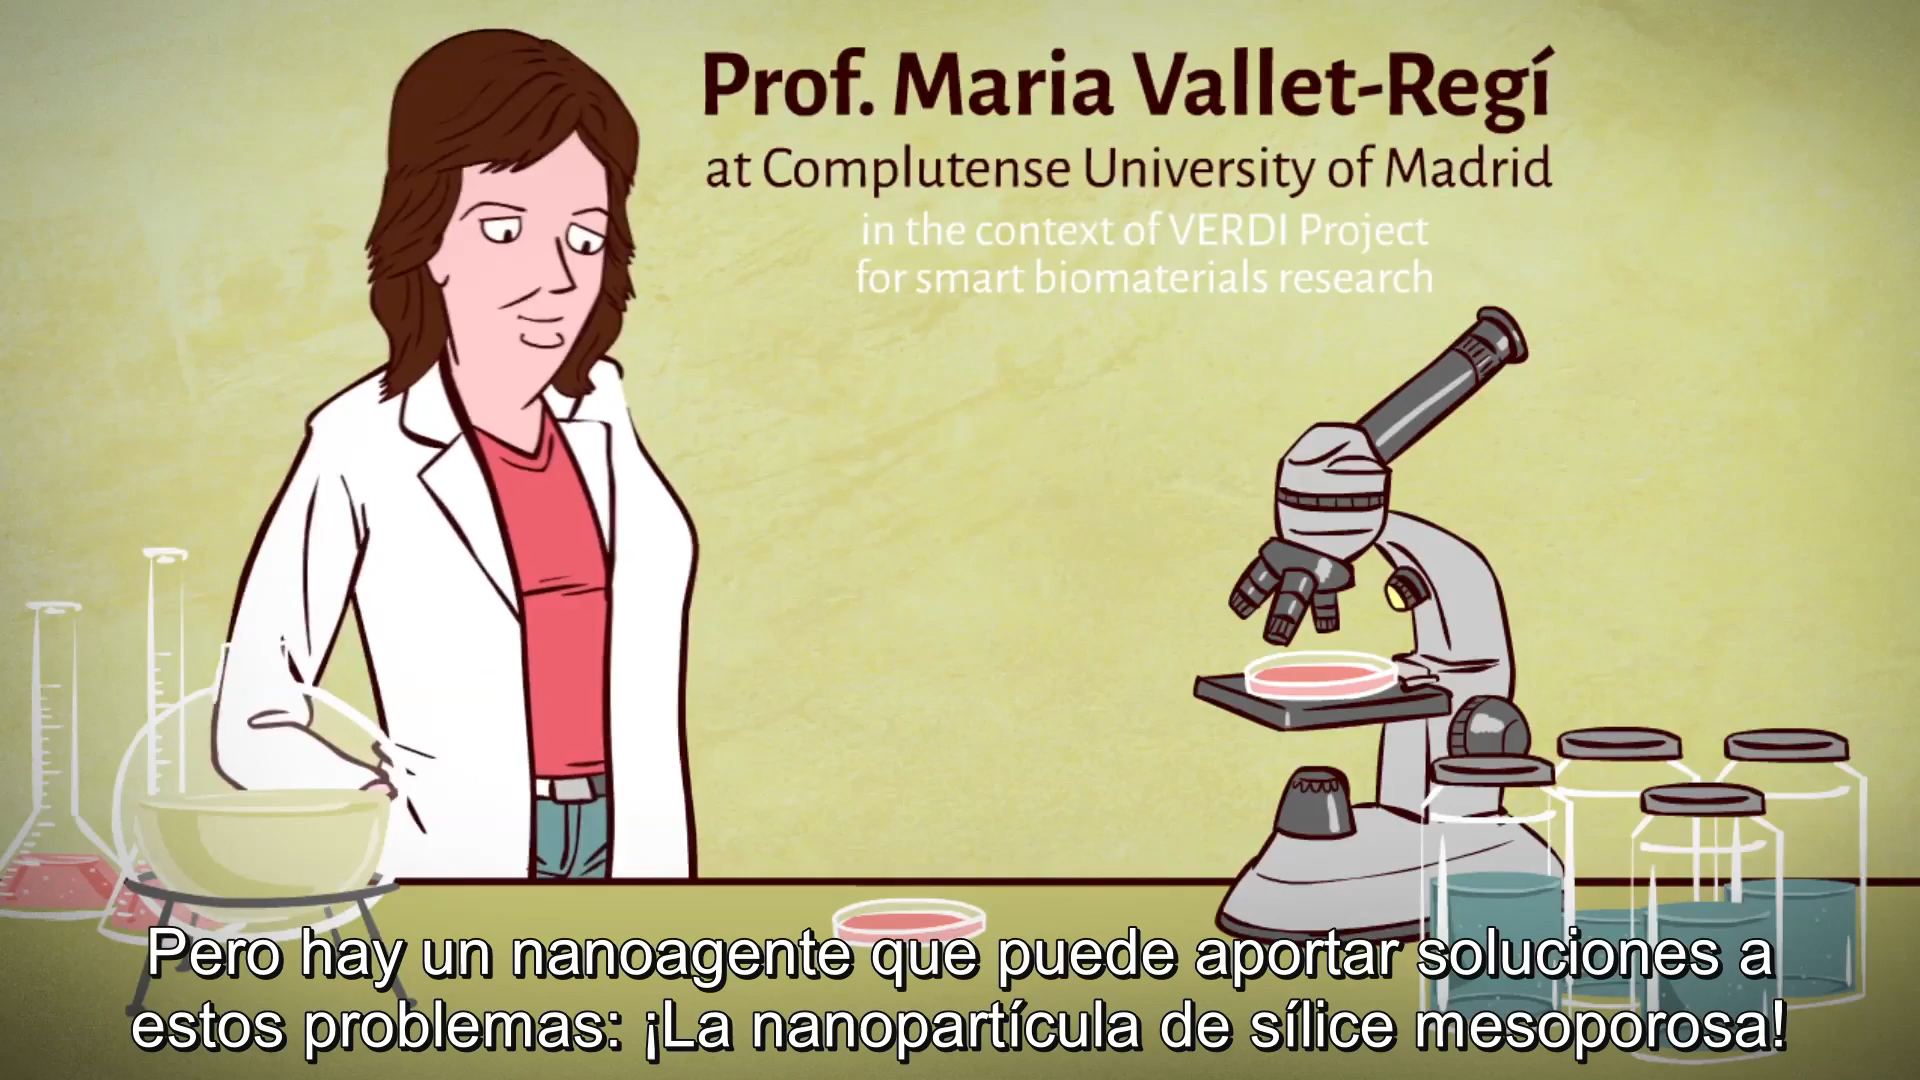 Prof. Maria Vallet-Regí
at Complutense University of Madrid
in the context of VERDI Project
for smart biomaterials research
Pero hay un nanoagente que puede aportar soluciones a
estos problemas: ¡La nanopartícula de sílice mesoporosa!